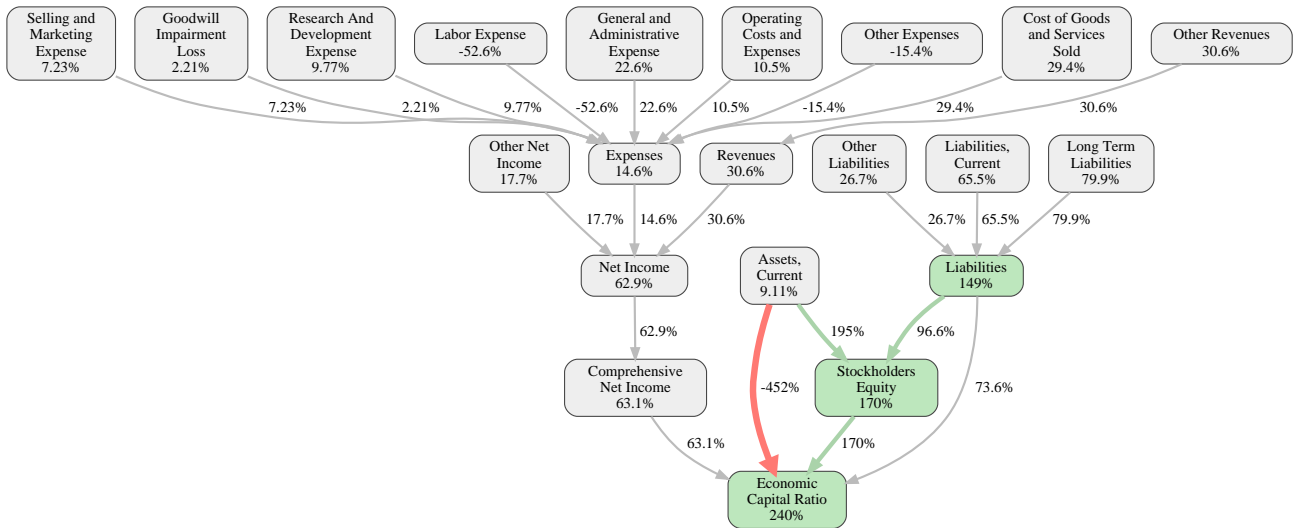 Selling and
Marketing
Expense
7.23%
Goodwill
Impairment
Loss
2.21%
Research And
Development
Expense
9.77%
Labor Expense
-52.6%
General and
Administrative
Expense
22.6%
Operating
Costs and
Expenses
10.5%
Other Expenses
-15.4%
Cost of Goods
and Services
Sold
29.4%
Other Revenues
30.6%
7.23%
2.21%
9.77%
-52.6%
22.6%
10.5%
-15.4%
29.4%
30.6%
Other Net
Income
17.7%
Expenses
14.6%
Revenues
30.6%
Other
Liabilities
26.7%
Liabilities,
Current
65.5%
Long Term
Liabilities
79.9%
17.7%
14.6%
30.6%
26.7%
65.5%
79.9%
Net Income
62.9%
Assets,
Current
9.11%
Liabilities
149%
62.9%
195%
96.6%
Comprehensive
Net Income
63.1%
-452%
Stockholders
Equity
170%
73.6%
63.1%
170%
Economic
Capital Ratio
240%